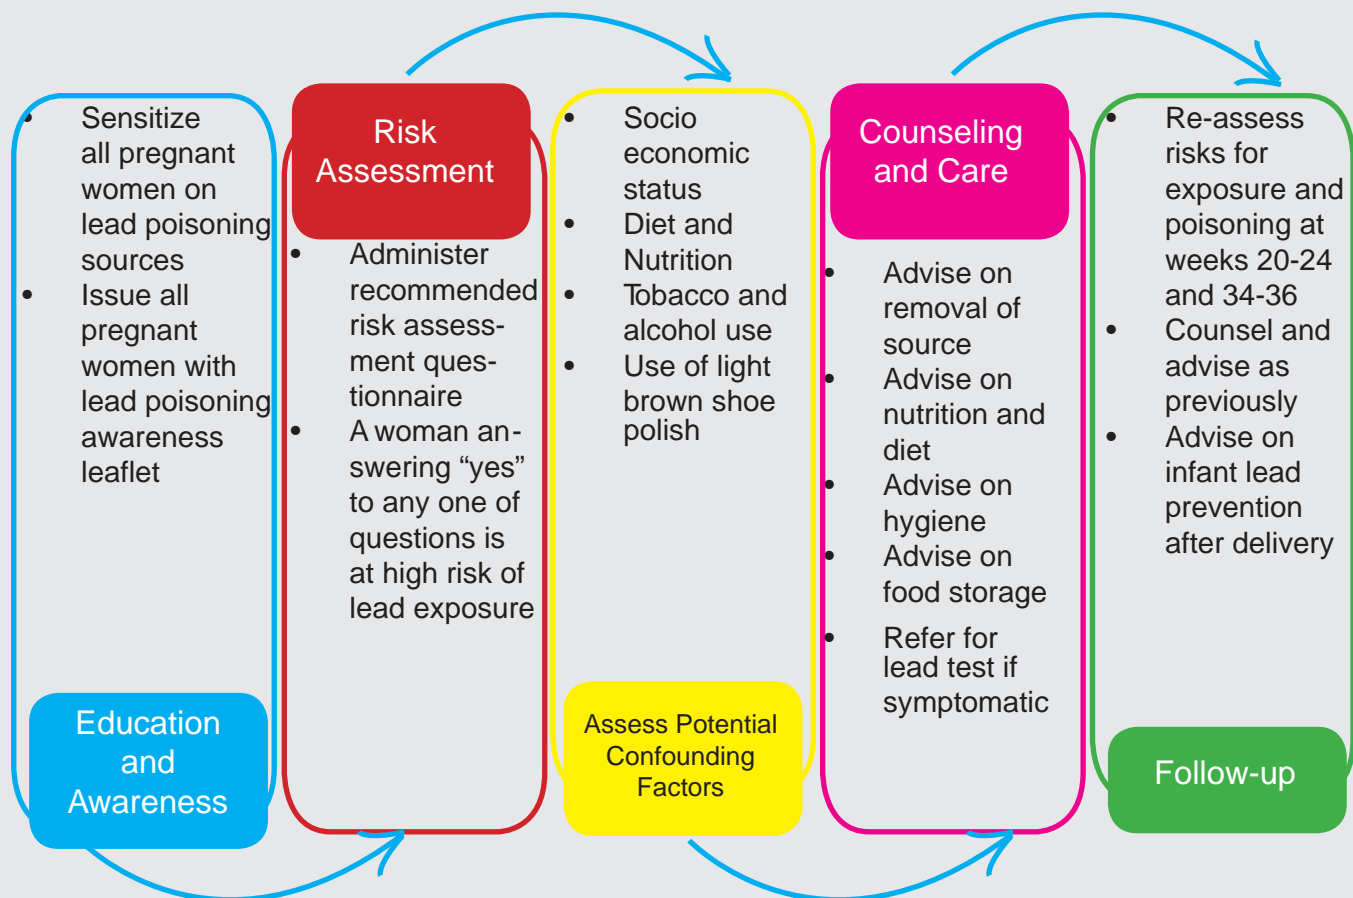 • Sensitize
all pregnant
women on
lead poisoning
sources
• Issue all
pregnant
women with
lead poisoning
awareness
leaflet
Education
and
Awareness
Risk
Assessment
• Administer
recommended
risk assess-
ment ques-
tionnaire
• A woman an-
swering “yes”
to any one of
questions is
at high risk of
lead exposure
• Socio
economic
status
• Diet and
Nutrition
• Tobacco and
alcohol use
• Use of light
brown shoe
polish
Assess Potential
Confounding
Factors
Counseling
and Care
• Advise on
removal of
source
• Advise on
nutrition and
diet
• Advise on
hygiene
• Advise on
food storage
• Refer for
lead test if
symptomatic
• Re-assess
risks for
exposure and
poisoning at
weeks 20-24
and 34-36
• Counsel and
advise as
previously
• Advise on
infant lead
prevention
after delivery
Follow-up